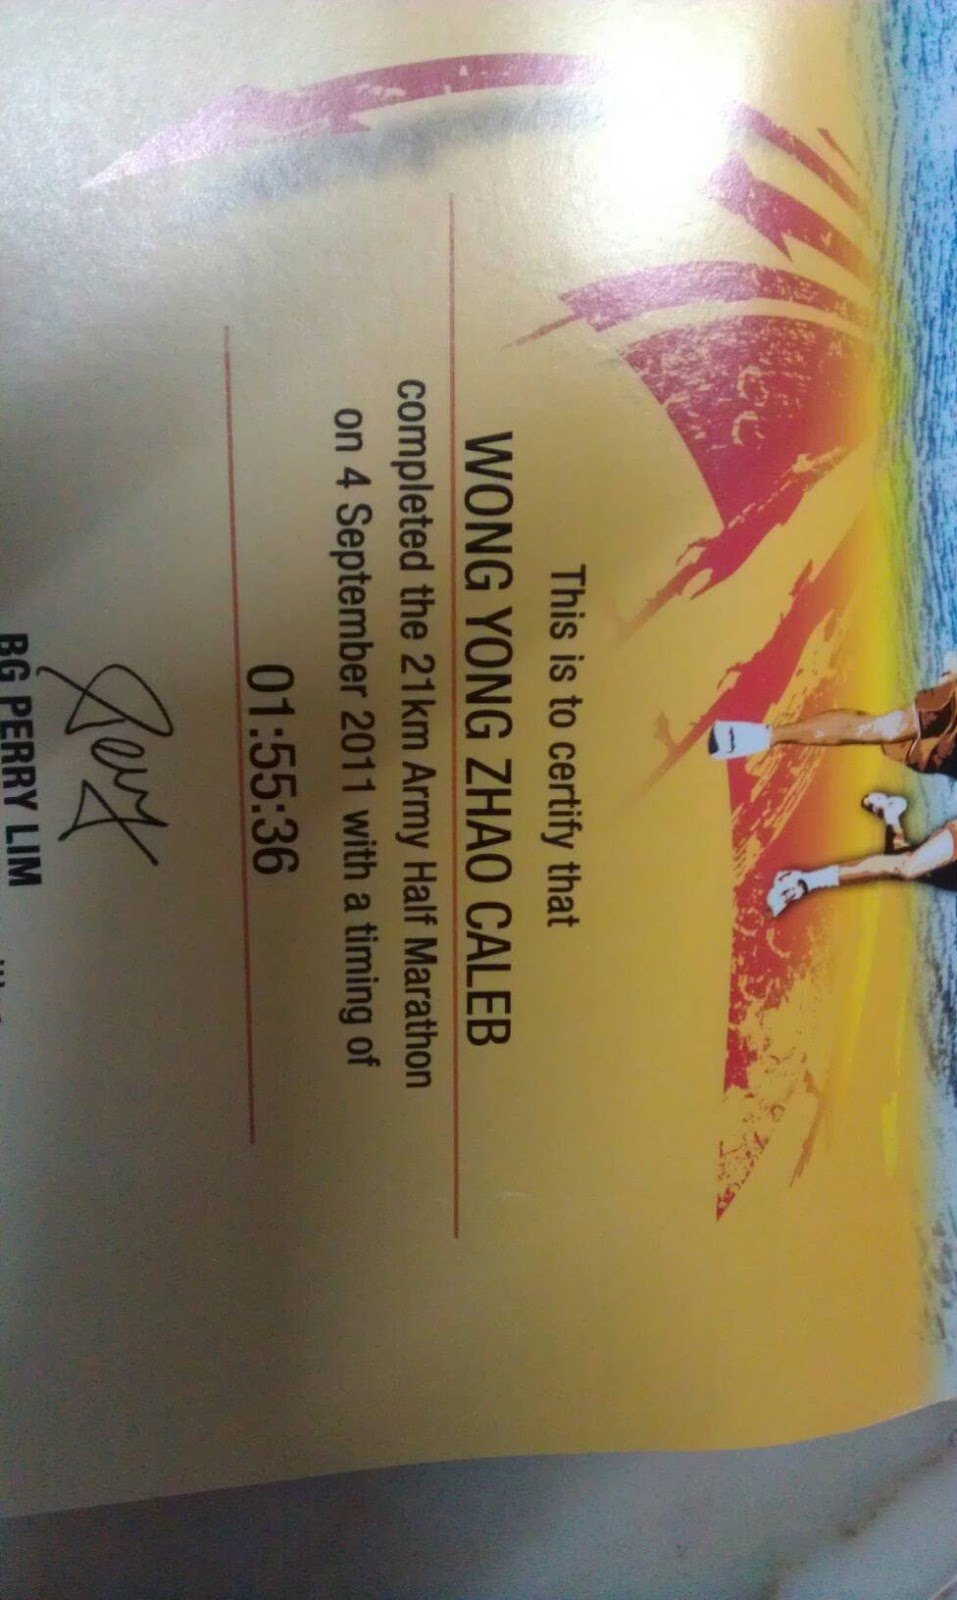 This is to certify that
WONG YONG ZHAO CALEB
completed the 21km Army Half Marathon
on 4 September 2011 with a timing of
01:55:36
BG PERRY LIM